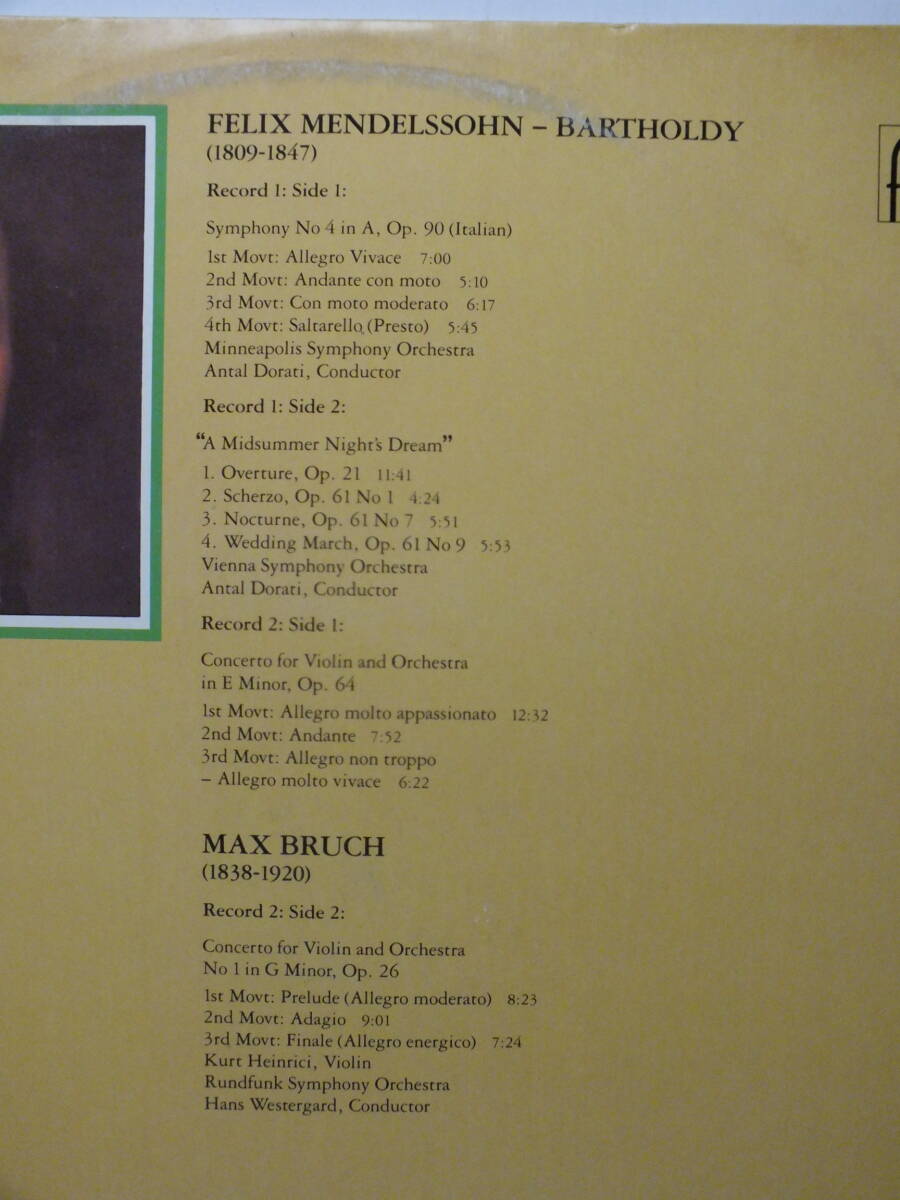 FELIX MENDELSSOHN – BARTHOLDY
(1809-1847)
Record 1: Side 1:
Symphony No 4 in A, Op. 90 (Italian)
1st Movt: Allegro Vivace 7:00
2nd Movt: Andante con moto 5:10
3rd Movt: Con moto moderato 6:17
4th Movt: Saltarello (Presto) 5:45
Minneapolis Symphony Orchestra
Antal Dorati, Conductor
Record 1: Side 2:
“A Midsummer Night's Dream”
1. Overture, Op. 21 11:41
2. Scherzo, Op. 61 No 1 4:24
3. Nocturne, Op. 61 No 7 5:51
4. Wedding March, Op. 61 No 9 5:53
Vienna Symphony Orchestra
Antal Dorati, Conductor
Record 2: Side 1:
Concerto for Violin and Orchestra
in E Minor, Op. 64
1st Movt: Allegro molto appassionato 12:32
2nd Movt: Andante 7:52
3rd Movt: Allegro non troppo
– Allegro molto vivace 6:22
MAX BRUCH
(1838-1920)
Record 2: Side 2:
Concerto for Violin and Orchestra
No 1 in G Minor, Op. 26
1st Movt: Prelude (Allegro moderato) 8:23
2nd Movt: Adagio 9:01
3rd Movt: Finale (Allegro energico) 7:24
Kurt Heinrici, Violin
Rundfunk Symphony Orchestra
Hans Westergard, Conductor